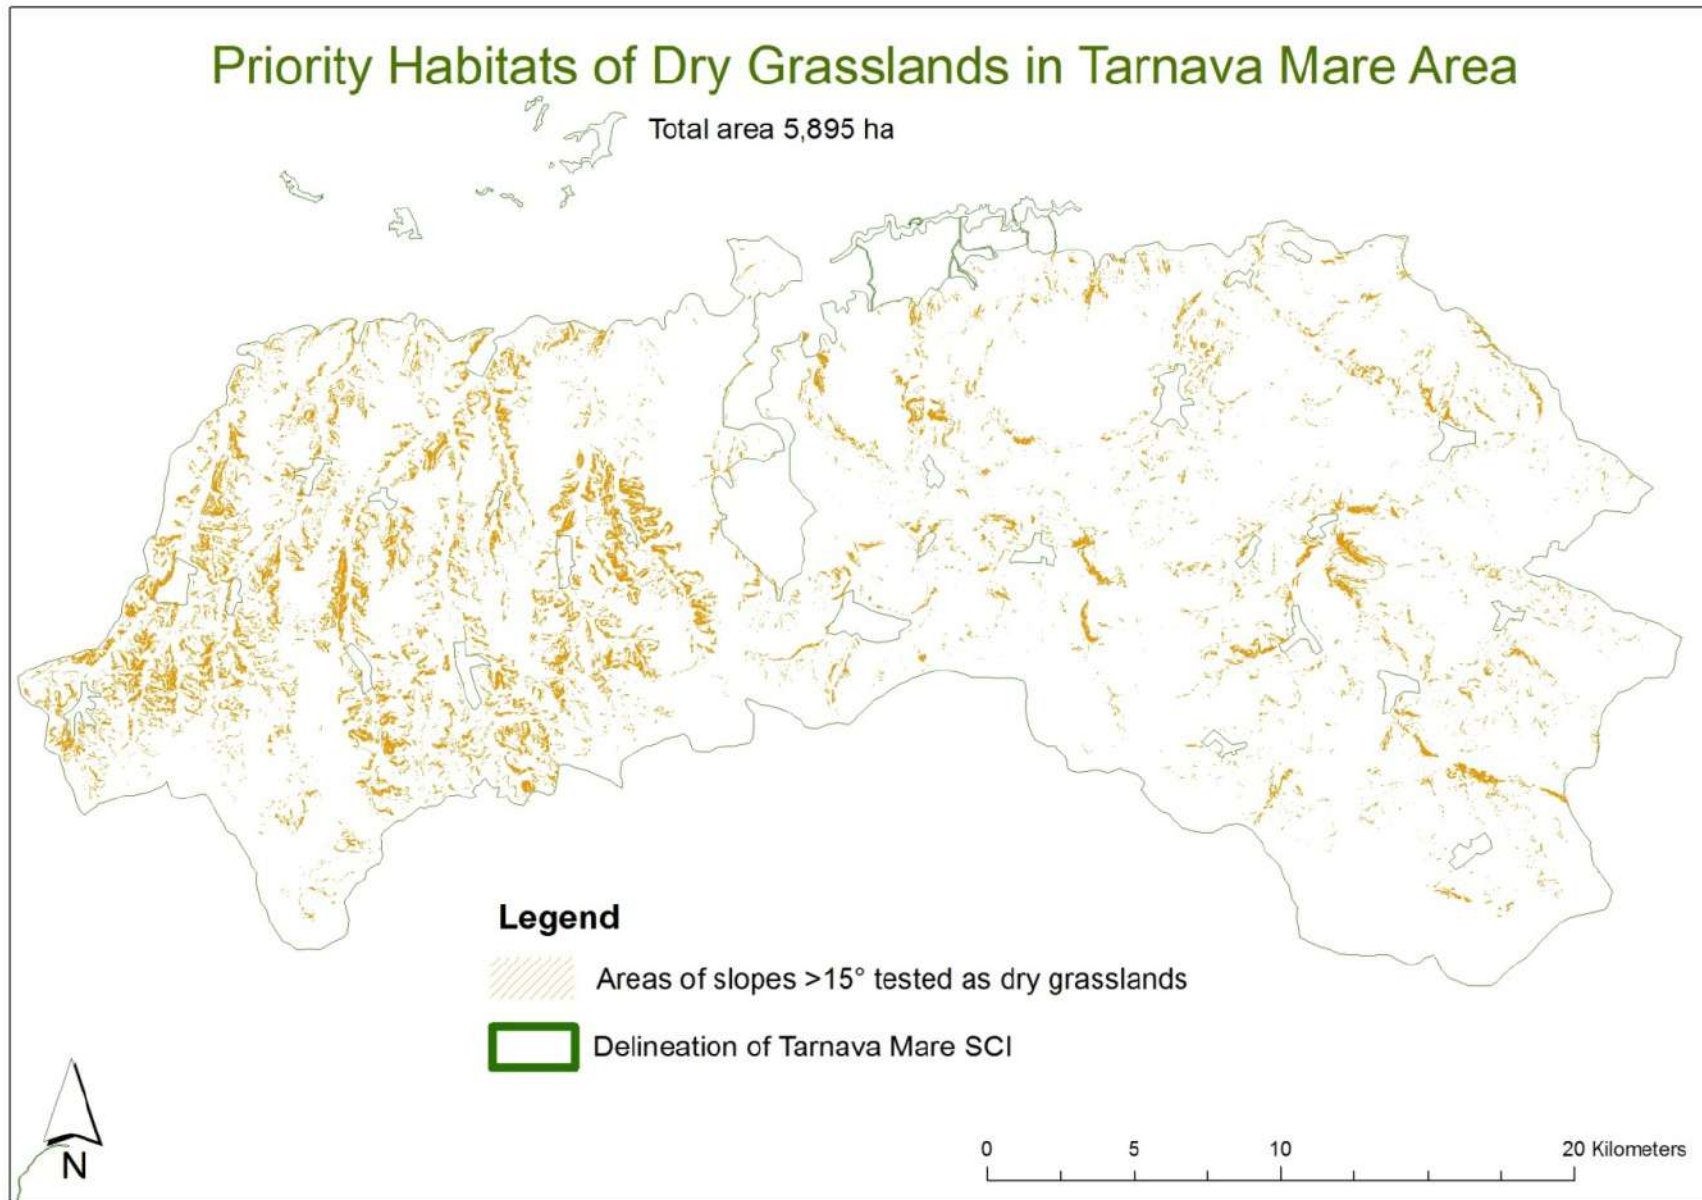 Priority Habitats of Dry Grasslands in Tarnava Mare Area
Total area 5,895 ha
Legend
Areas of slopes >15° tested as dry grasslands
Delineation of Tarnava Mare SCI
N
0 5 10 20 Kilometers